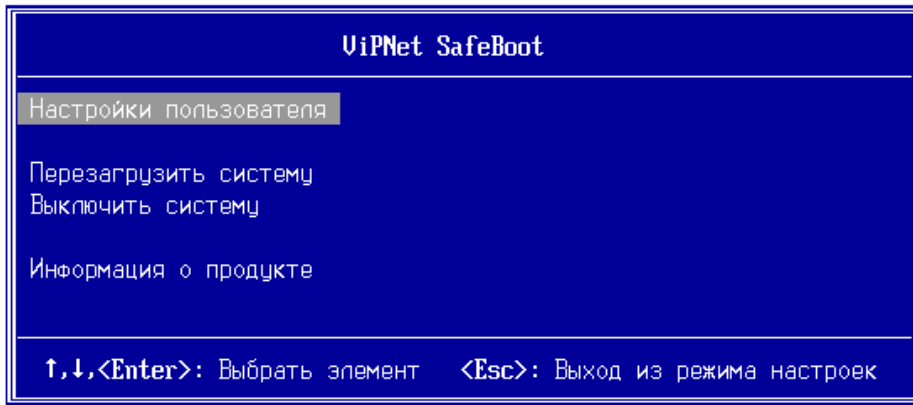 ViPNet SafeBoot
Настройки пользователя
Перезагрузить систему
Выключить систему
Информация о продукте
↑,↓,<Enter>: Выбрать элемент <Esc>: Выход из режима настроек